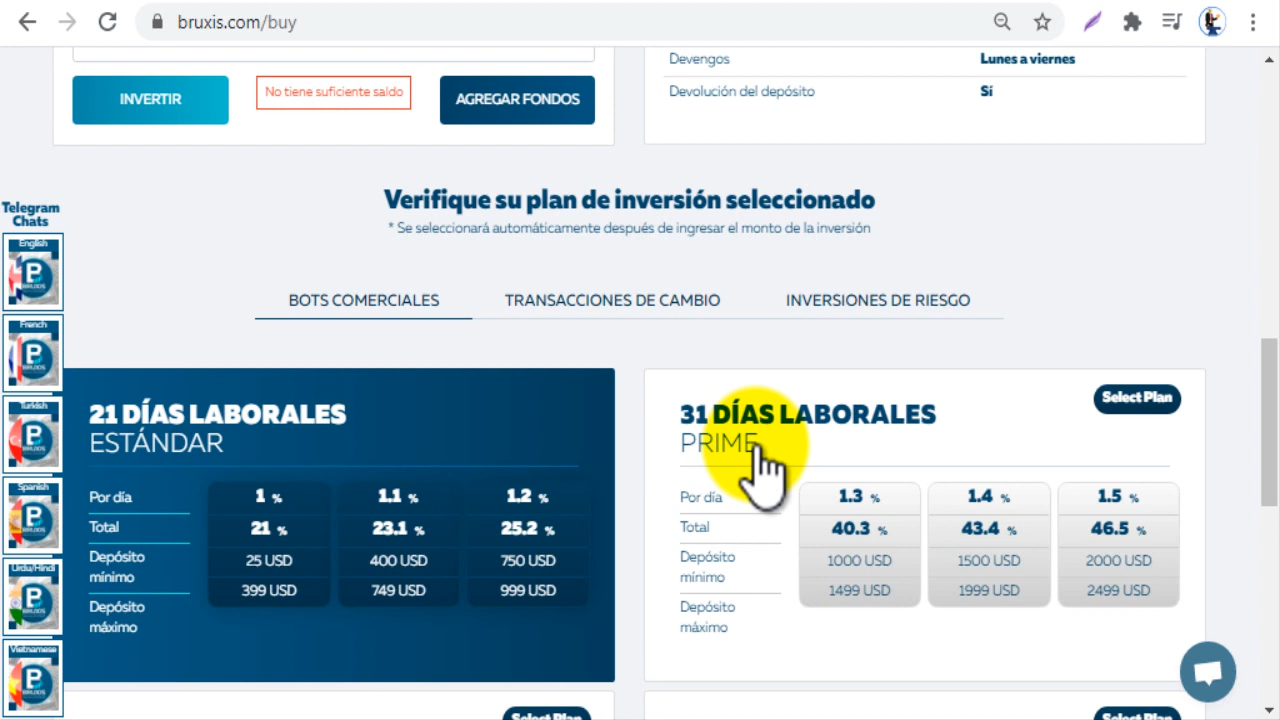 bruxis.com/buy
Devengos Lunes a viernes
INVERTIR No tiene suficiente saldo AGREGAR FONDOS
Devolución del depósito Sí
Verifique su plan de inversión seleccionado
* Se seleccionará automáticamente después de ingresar el monto de la inversión
Telegram
Chats
English
French
Turkish
Spanish
Urdu/Hindi
Vietnamese
BOTS COMERCIALES TRANSACCIONES DE CAMBIO INVERSIONES DE RIESGO
21 DÍAS LABORALES
ESTÁNDAR
Por día 1 % 1.1 % 1.2 %
Total 21 % 23.1 % 25.2 %
Depósito
mínimo
25 USD 400 USD 750 USD
Depósito
máximo
399 USD 749 USD 999 USD
Select Plan
31 DÍAS LABORALES
PRIME
Por día 1.3 % 1.4 % 1.5 %
Total 40.3 % 43.4 % 46.5 %
Depósito
mínimo
1000 USD 1500 USD 2000 USD
Depósito
máximo
1499 USD 1999 USD 2499 USD
Select Plan
Select Plan